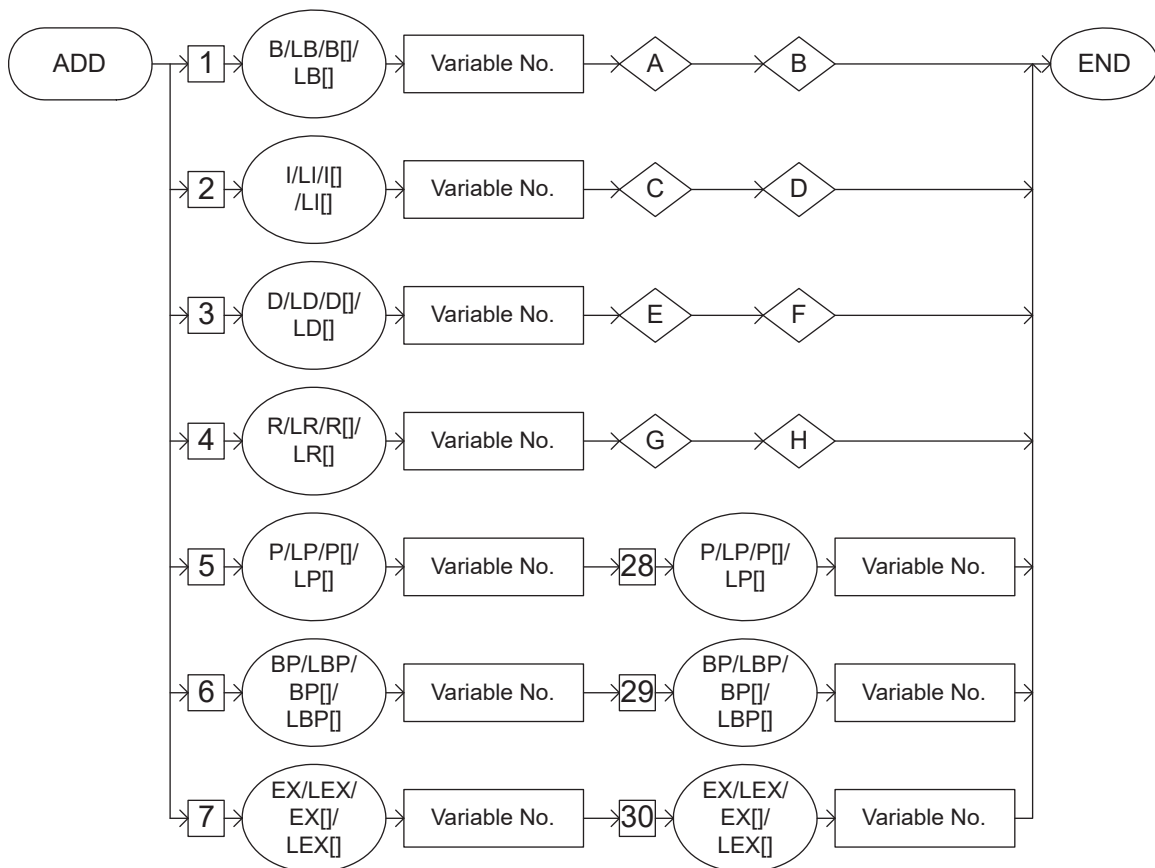 ADD
1
B/LB/B[]/
LB[]
Variable No.
A
B
END
2
I/LI/I[]
/LI[]
Variable No.
C
D
3
D/LD/D[]/
LD[]
Variable No.
E
F
4
R/LR/R[]/
LR[]
Variable No.
G
H
5
P/LP/P[]/
LP[]
Variable No.
28
P/LP/P[]/
LP[]
Variable No.
6
BP/LBP/
BP[]/
LBP[]
Variable No.
29
BP/LBP/
BP[]/
LBP[]
Variable No.
7
EX/LEX/
EX[]/
LEX[]
Variable No.
30
EX/LEX/
EX[]/
LEX[]
Variable No.